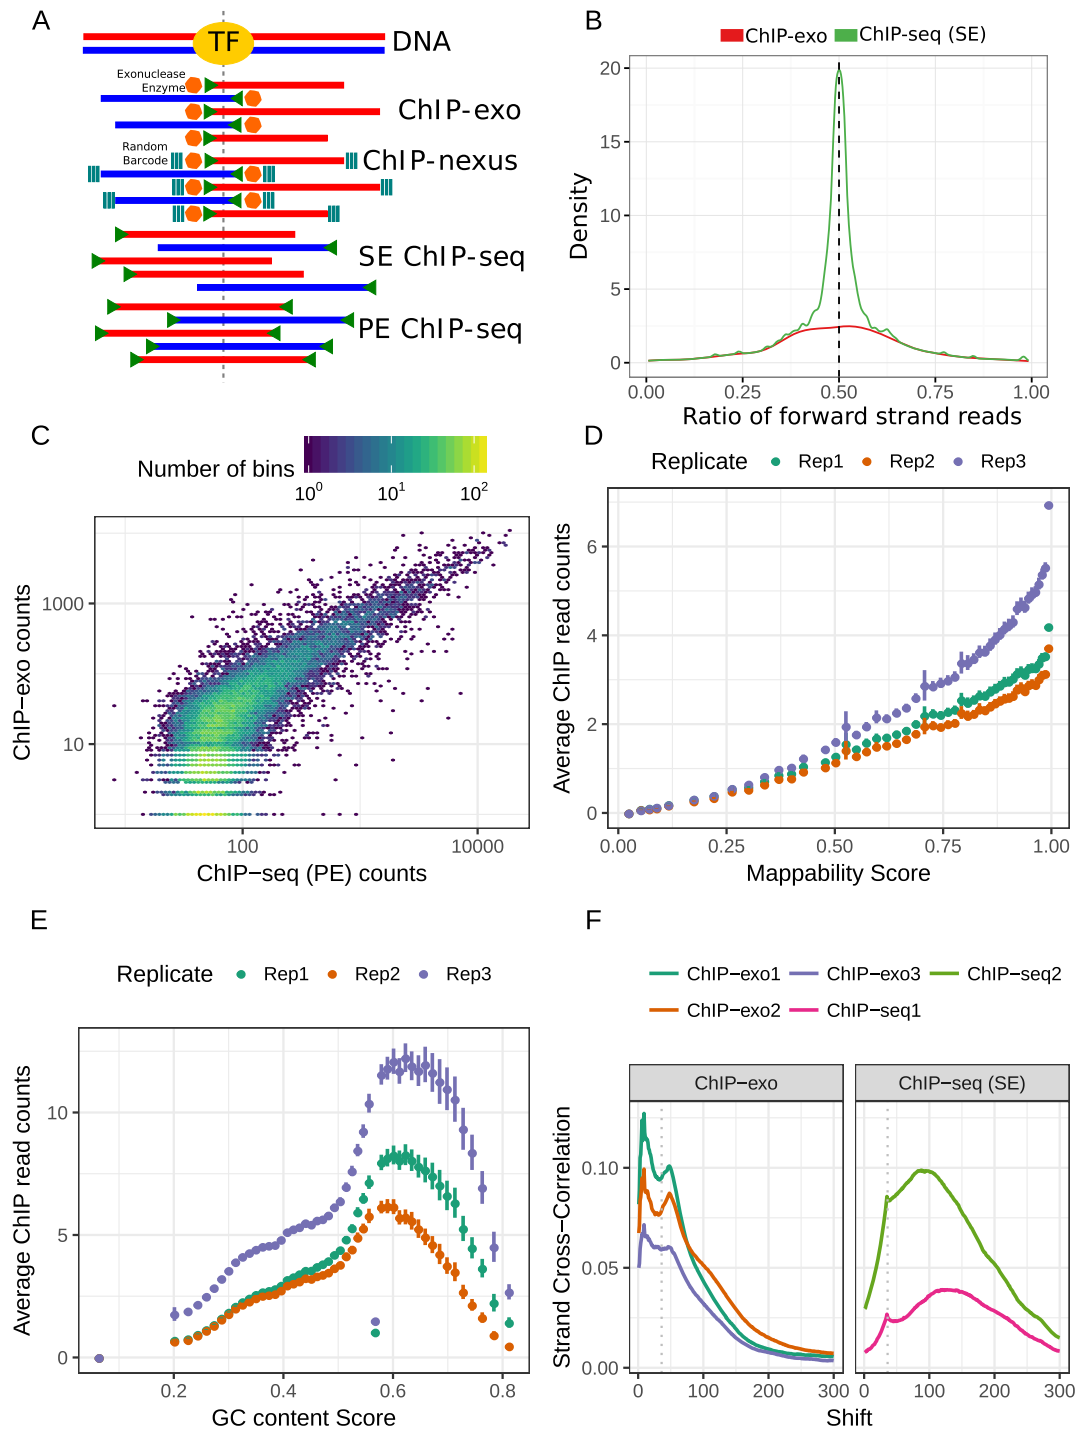 A
TF
DNA
Exonuclease
Enzyme
ChIP-exo
Random
Barcode
ChIP-nexus
SE ChIP-seq
PE ChIP-seq
B
ChIP-exo ChIP-seq (SE)
20
15
10
5
0
Density
0.00 0.25 0.50 0.75 1.00
Ratio of forward strand reads
C
Number of bins
10^0 10^1 10^2
1000
10
ChIP−exo counts
100 10000
ChIP−seq (PE) counts
D
Replicate Rep1 Rep2 Rep3
6
4
2
0
Average ChIP read counts
0.00 0.25 0.50 0.75 1.00
Mappability Score
E
Replicate Rep1 Rep2 Rep3
10
5
0
Average ChIP read counts
0.2 0.4 0.6 0.8
GC content Score
F
ChIP−exo1 ChIP−exo3 ChIP−seq2
ChIP−exo2 ChIP−seq1
ChIP−exo ChIP−seq (SE)
0.10
0.05
0.00
Strand Cross−Correlation
0 100 200 300 0 100 200 300
Shift